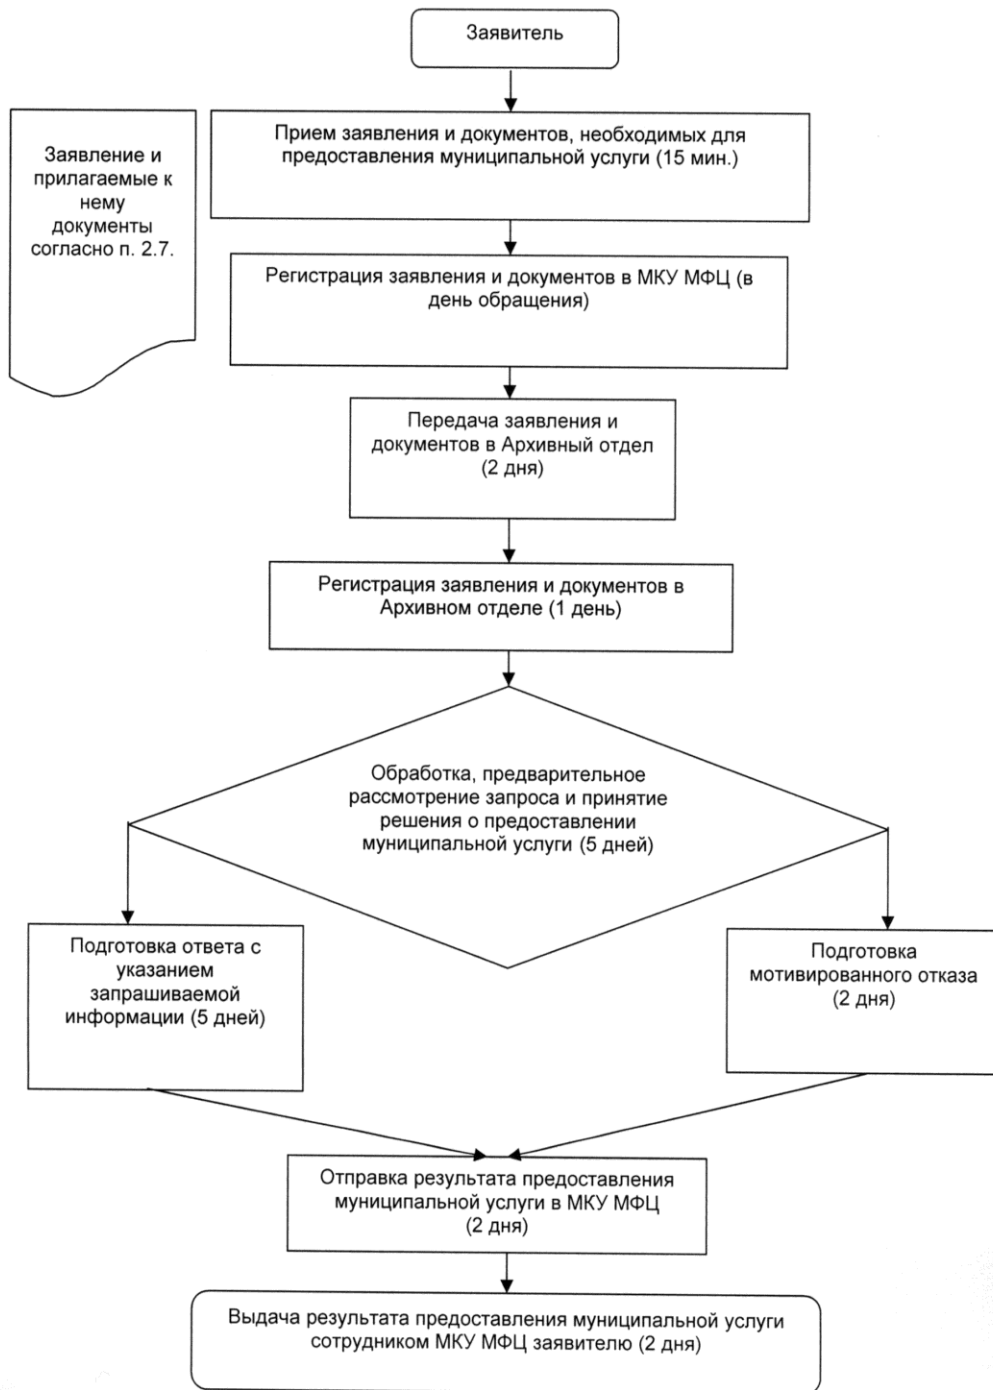 Заявитель
Прием заявления и документов, необходимых для
предоставления муниципальной услуги (15 мин.)
Заявление и
прилагаемые к
нему
документы
согласно п. 2.7.
Регистрация заявления и документов в МКУ МФЦ (в
день обращения)
Передача заявления и
документов в Архивный отдел
(2 дня)
Регистрация заявления и документов в
Архивном отделе (1 день)
Обработка, предварительное
рассмотрение запроса и принятие
решения о предоставлении
муниципальной услуги (5 дней)
Подготовка ответа с
указанием
запрашиваемой
информации (5 дней)
Подготовка
мотивированного отказа
(2 дня)
Отправка результата предоставления
муниципальной услуги в МКУ МФЦ
(2 дня)
Выдача результата предоставления муниципальной услуги
сотрудником МКУ МФЦ заявителю (2 дня)